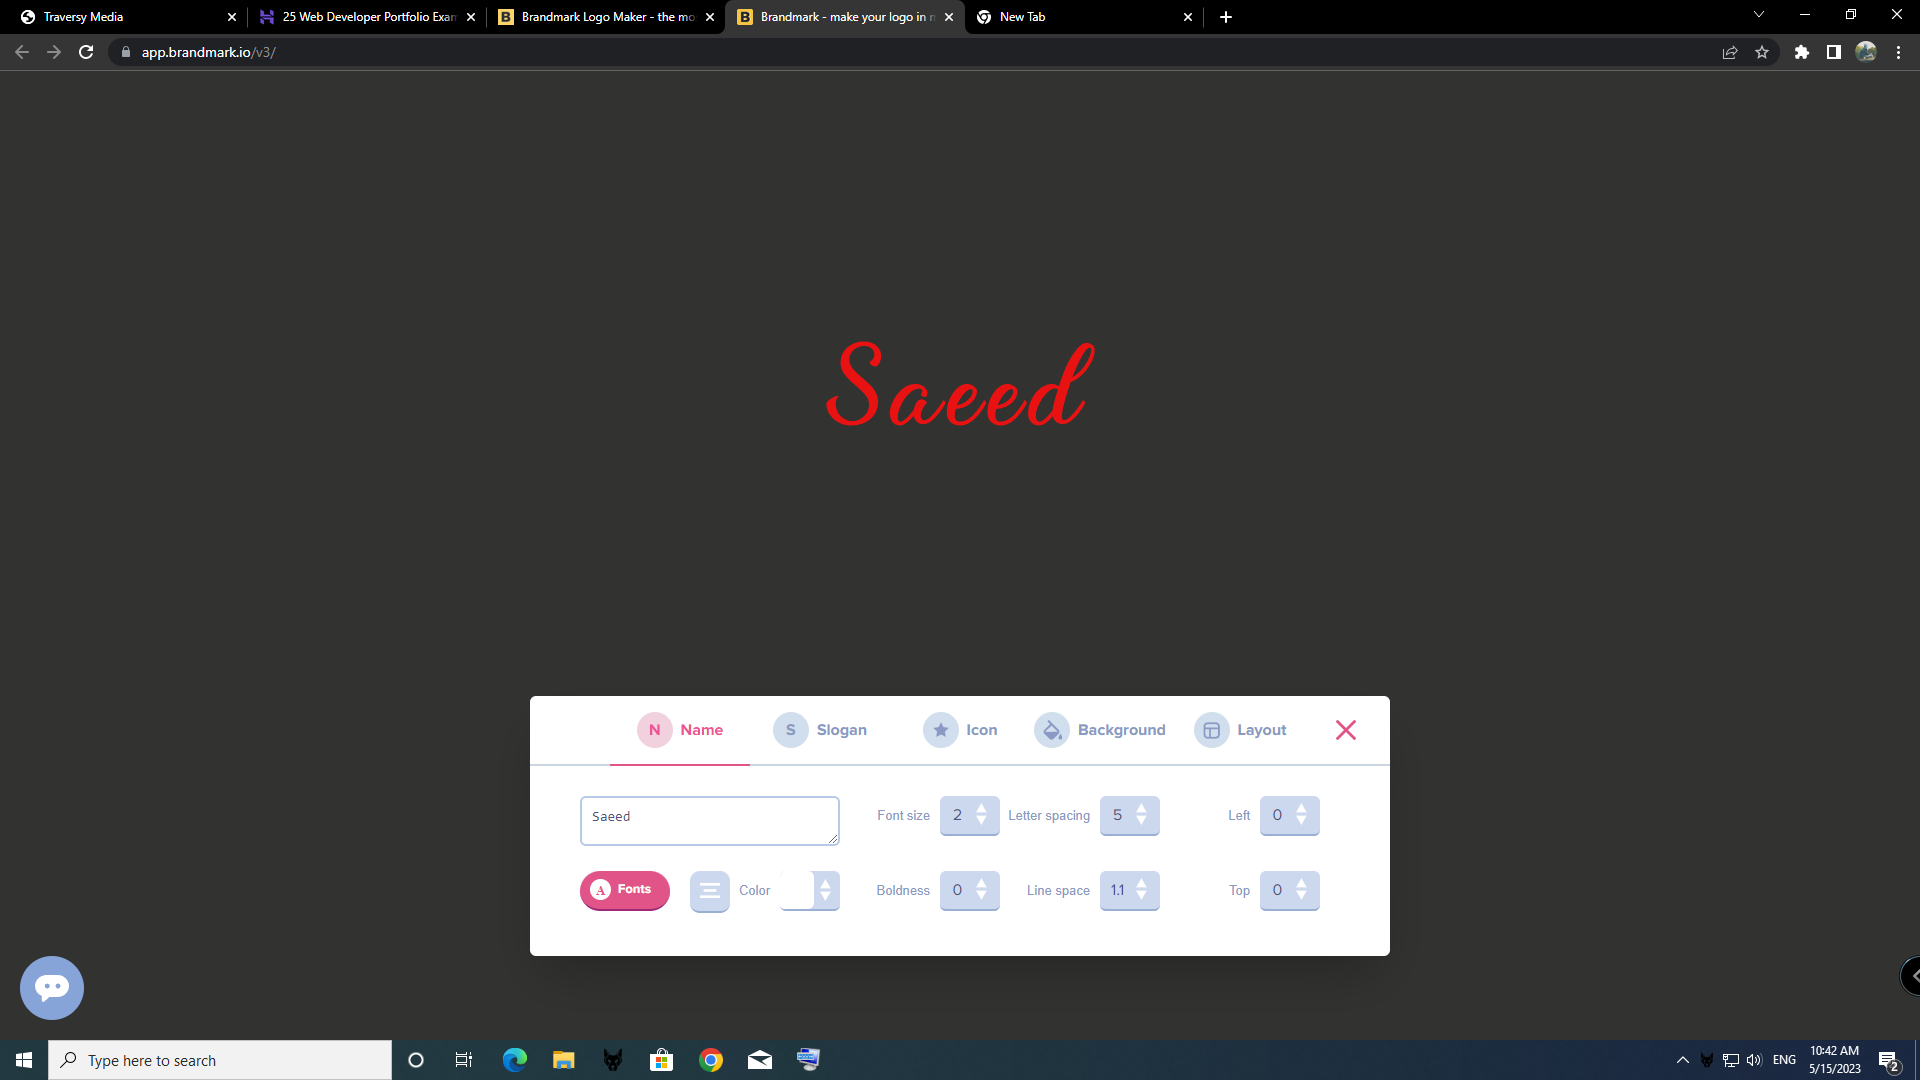 Traversy Media
25 Web Developer Portfolio Exam
Brandmark Logo Maker - the mo
Brandmark - make your logo in m
New Tab
app.brandmark.io/v3/
Saeed
N Name
S Slogan
Icon
Background
Layout
Saeed
Font size 2
Letter spacing 5
Left 0
A Fonts
Color
Boldness 0
Line space 1.1
Top 0
Type here to search
ENG
10:42 AM
5/15/2023
2